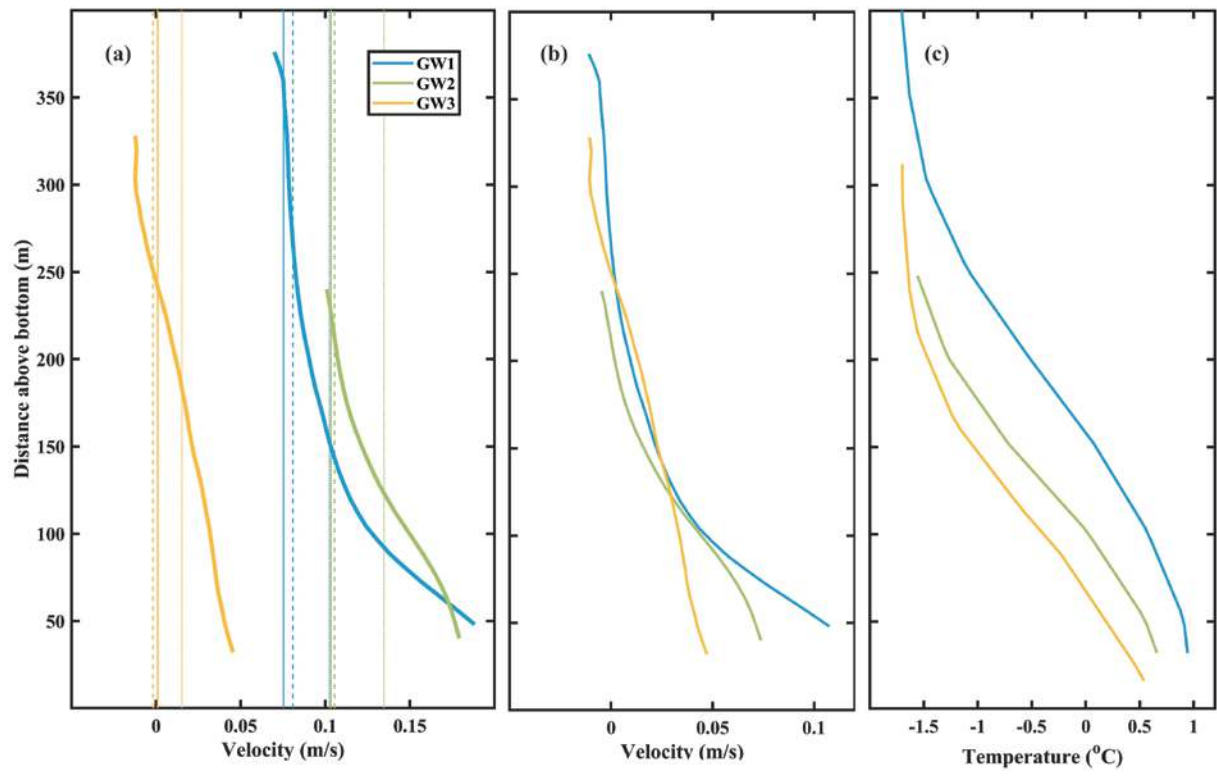 (a)
GW1
GW2
GW3
(b)
(c)
Distance above bottom (m)
350
300
250
200
150
100
50
0
0.05
0.1
0.15
Velocity (m/s)
0
0.05
0.1
Velocity (m/s)
-1.5
-1
-0.5
0
0.5
1
Temperature (°C)